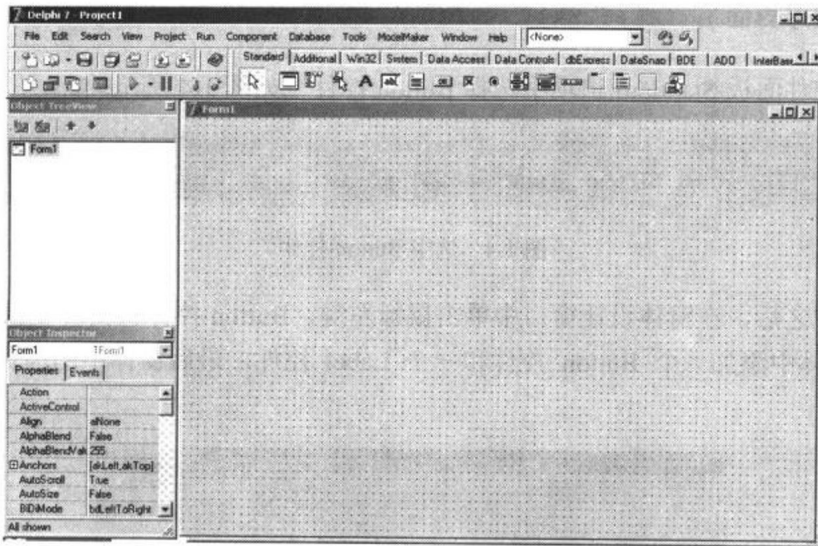 Delphi 7 - Project1
File Edit Search View Project Run Component Database Tools ModelMaker Window Help <None>
Standard Additional Win32 System Data Access Data Controls dbExpress DataSnap BDE ADO InterBase
Object TreeView
Form1
Form1
Object Inspector
Form1 TForm1
Properties Events
Action
ActiveControl
Align alNone
AlphaBlend False
AlphaBlendVal 255
Anchors [akLeft,akTop]
AutoScroll True
AutoSize False
BiDiMode bdLeftToRight
All shown